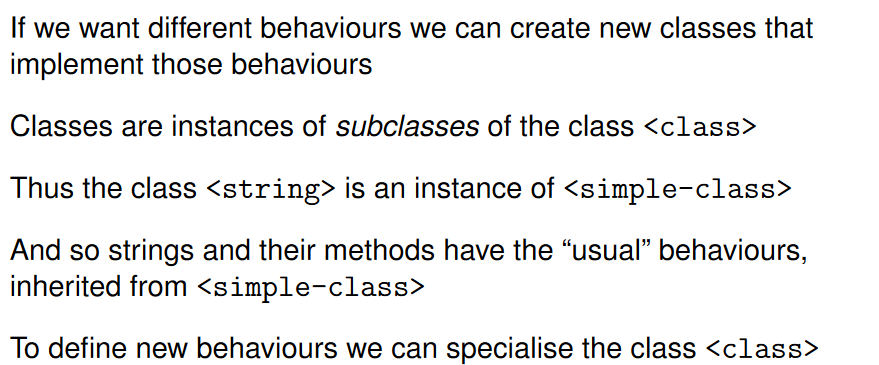 If we want different behaviours we can create new classes that
implement those behaviours
Classes are instances of subclasses of the class <class>
Thus the class <string> is an instance of <simple-class>
And so strings and their methods have the “usual” behaviours,
inherited from <simple-class>
To define new behaviours we can specialise the class <class>